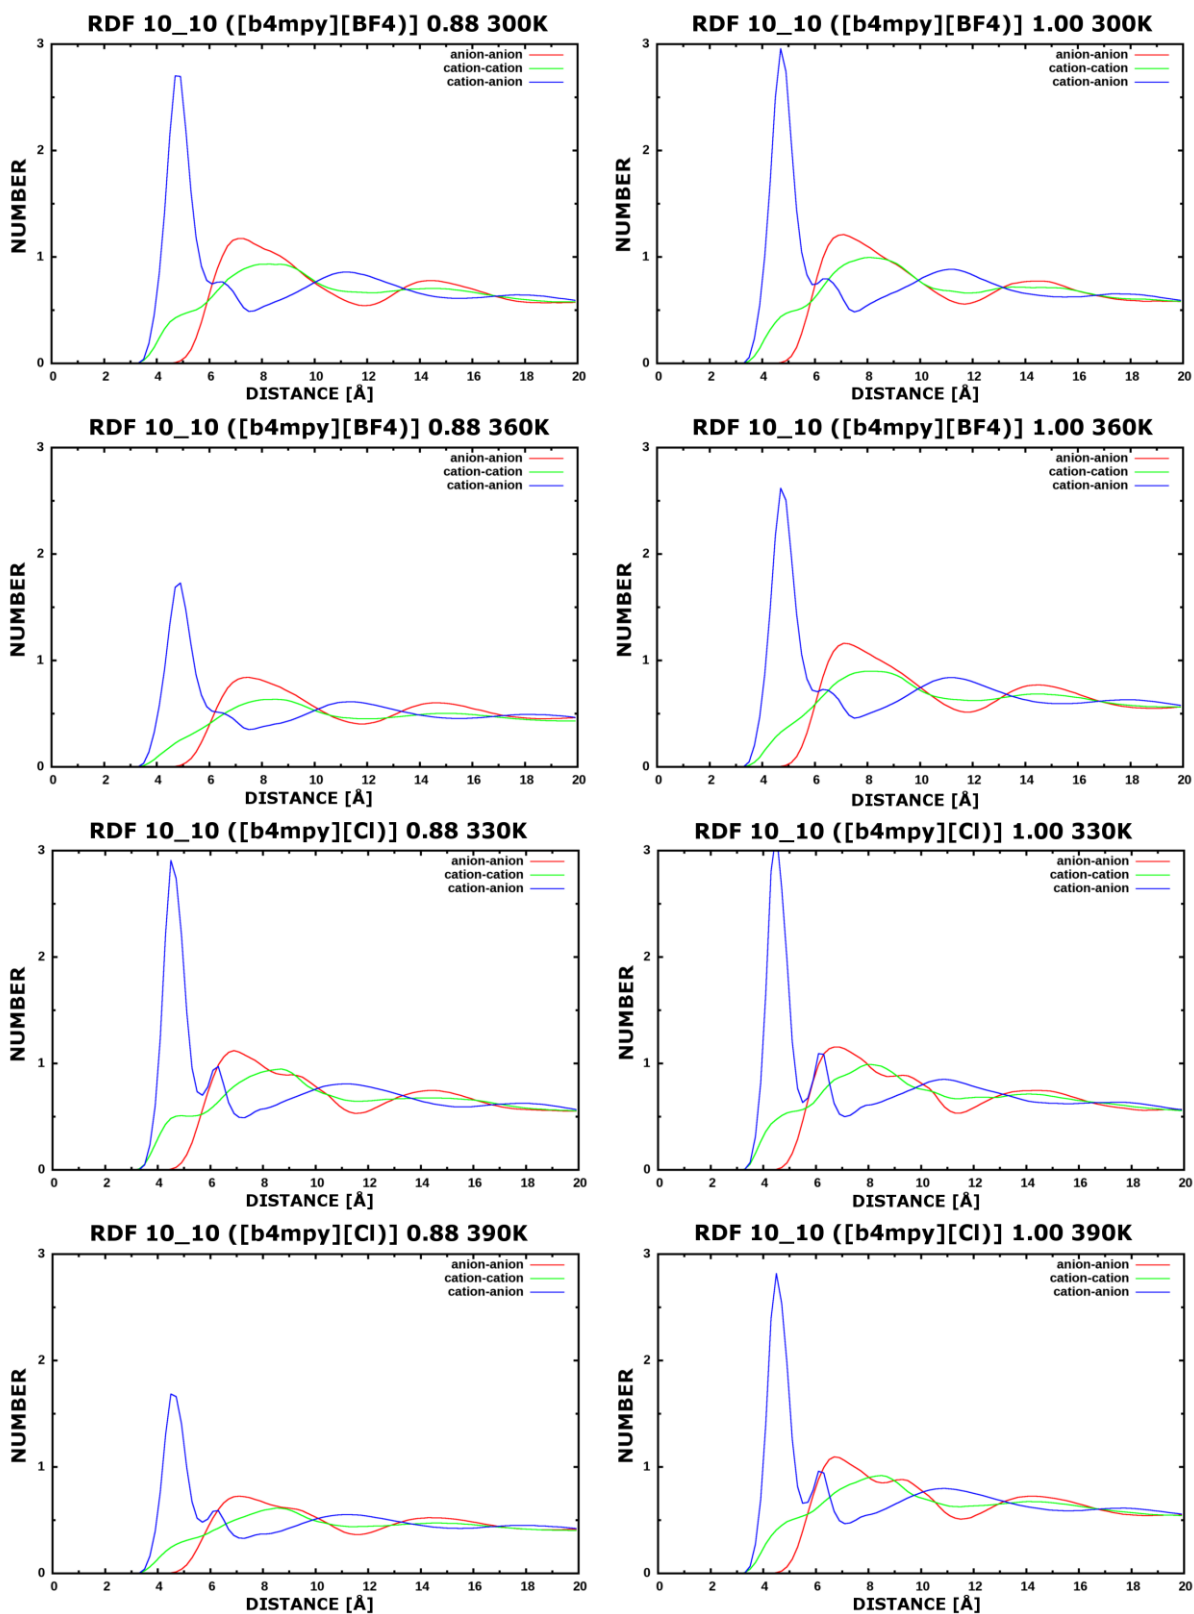 RDF 10_10 ([b4mpy][BF4)] 0.88 300K
3
2
1
0
NUMBER
anion-anion
cation-cation
cation-anion
0 2 4 6 8 10 12 14 16 18 20
DISTANCE [Å]
RDF 10_10 ([b4mpy][BF4)] 1.00 300K
3
2
1
0
NUMBER
anion-anion
cation-cation
cation-anion
0 2 4 6 8 10 12 14 16 18 20
DISTANCE [Å]
RDF 10_10 ([b4mpy][BF4)] 0.88 360K
3
2
1
0
NUMBER
anion-anion
cation-cation
cation-anion
0 2 4 6 8 10 12 14 16 18 20
DISTANCE [Å]
RDF 10_10 ([b4mpy][BF4)] 1.00 360K
3
2
1
0
NUMBER
anion-anion
cation-cation
cation-anion
0 2 4 6 8 10 12 14 16 18 20
DISTANCE [Å]
RDF 10_10 ([b4mpy][Cl)] 0.88 330K
3
2
1
0
NUMBER
anion-anion
cation-cation
cation-anion
0 2 4 6 8 10 12 14 16 18 20
DISTANCE [Å]
RDF 10_10 ([b4mpy][Cl)] 1.00 330K
3
2
1
0
NUMBER
anion-anion
cation-cation
cation-anion
0 2 4 6 8 10 12 14 16 18 20
DISTANCE [Å]
RDF 10_10 ([b4mpy][Cl)] 0.88 390K
3
2
1
0
NUMBER
anion-anion
cation-cation
cation-anion
0 2 4 6 8 10 12 14 16 18 20
DISTANCE [Å]
RDF 10_10 ([b4mpy][Cl)] 1.00 390K
3
2
1
0
NUMBER
anion-anion
cation-cation
cation-anion
0 2 4 6 8 10 12 14 16 18 20
DISTANCE [Å]